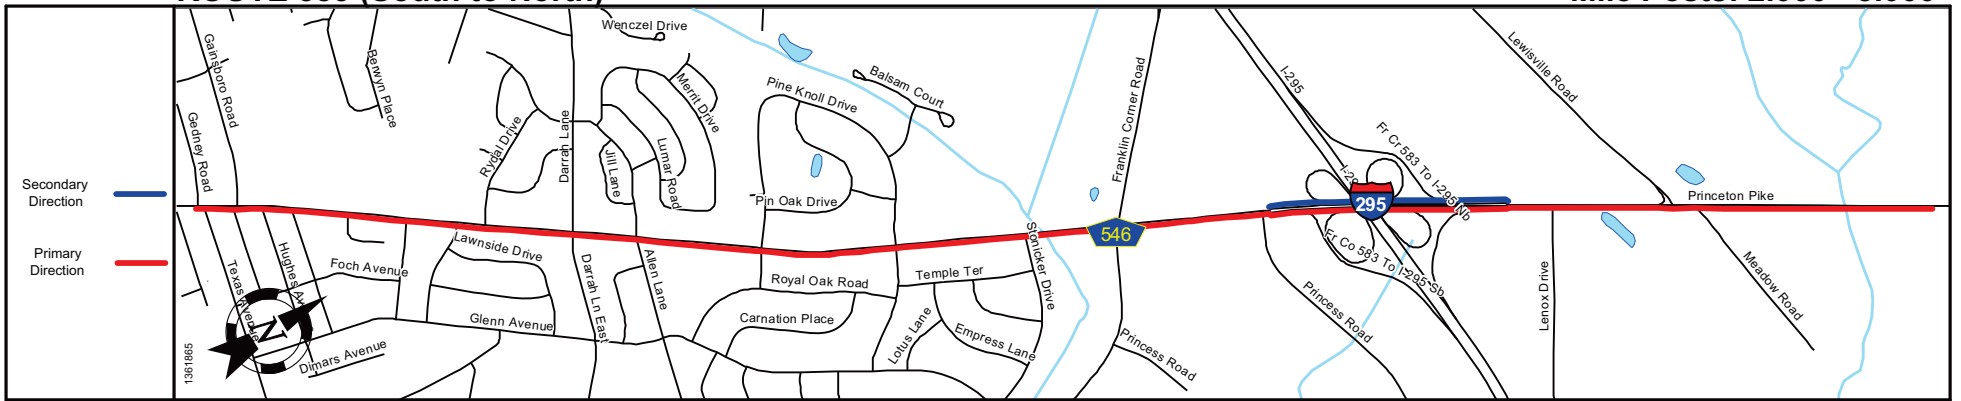 Secondary
Direction
Primary
Direction
Gainsboro Road
Gedney Road
Berwyn Place
Rydal Drive
Darrah Lane
Wenczel Drive
Merrit Drive
Jill Lane
Lumar Road
Pine Knoll Drive
Balsam Court
Pin Oak Drive
Franklin Corner Road
I-295
Fr Cr 583 To I-295 Nb
295
Lewisville Road
Princeton Pike
546
Texas Avenue
Hughes Av
Foch Avenue
Lawnside Drive
Glenn Avenue
Dimars Avenue
Darrah Ln East
Allen Lane
Royal Oak Road
Carnation Place
Lotus Lane
Temple Ter
Empress Lane
Stonicker Drive
Princess Road
Princess Road
Fr Co 583 To I-295 Sb
Lenox Drive
Meadow Road
N
1361865